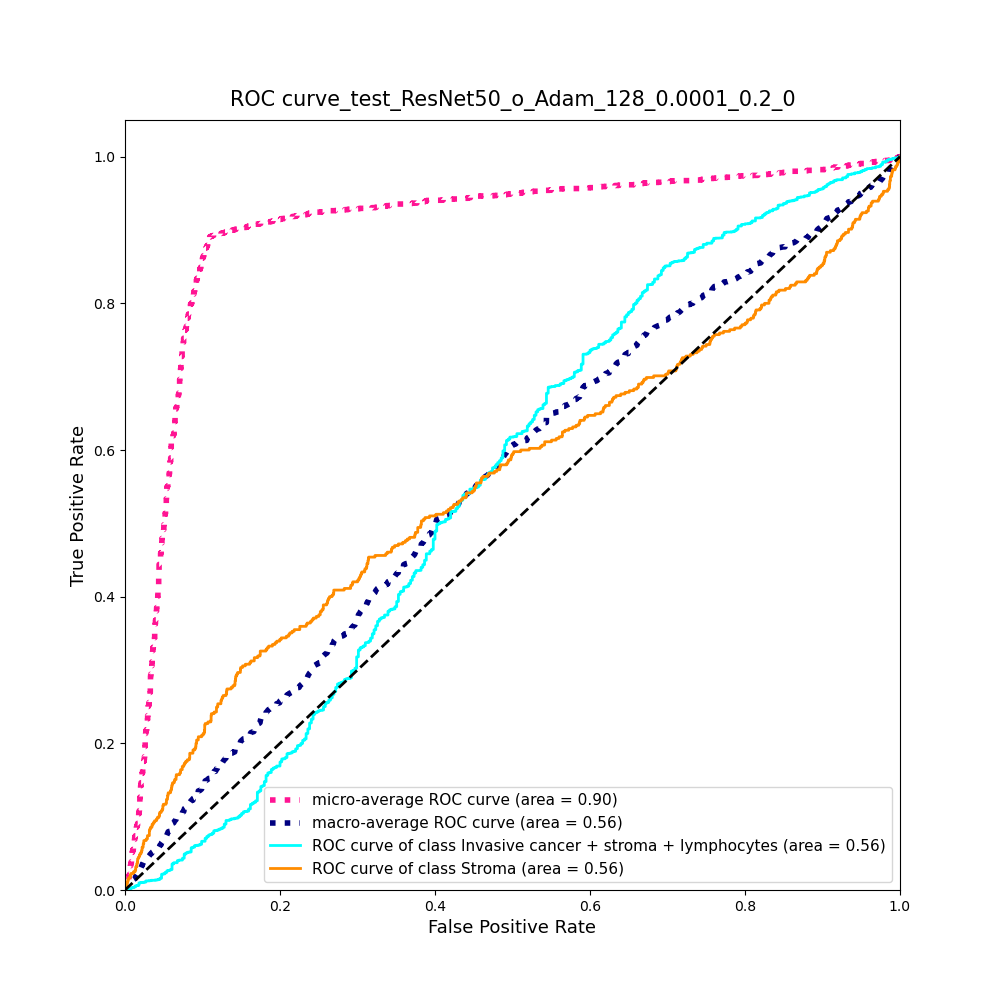 ROC curve_test_ResNet50_o_Adam_128_0.0001_0.2_0
True Positive Rate
1.0
0.8
0.6
0.4
0.2
0.0
micro-average ROC curve (area = 0.90)
macro-average ROC curve (area = 0.56)
ROC curve of class Invasive cancer + stroma + lymphocytes (area = 0.56)
ROC curve of class Stroma (area = 0.56)
0.0 0.2 0.4 0.6 0.8 1.0
False Positive Rate